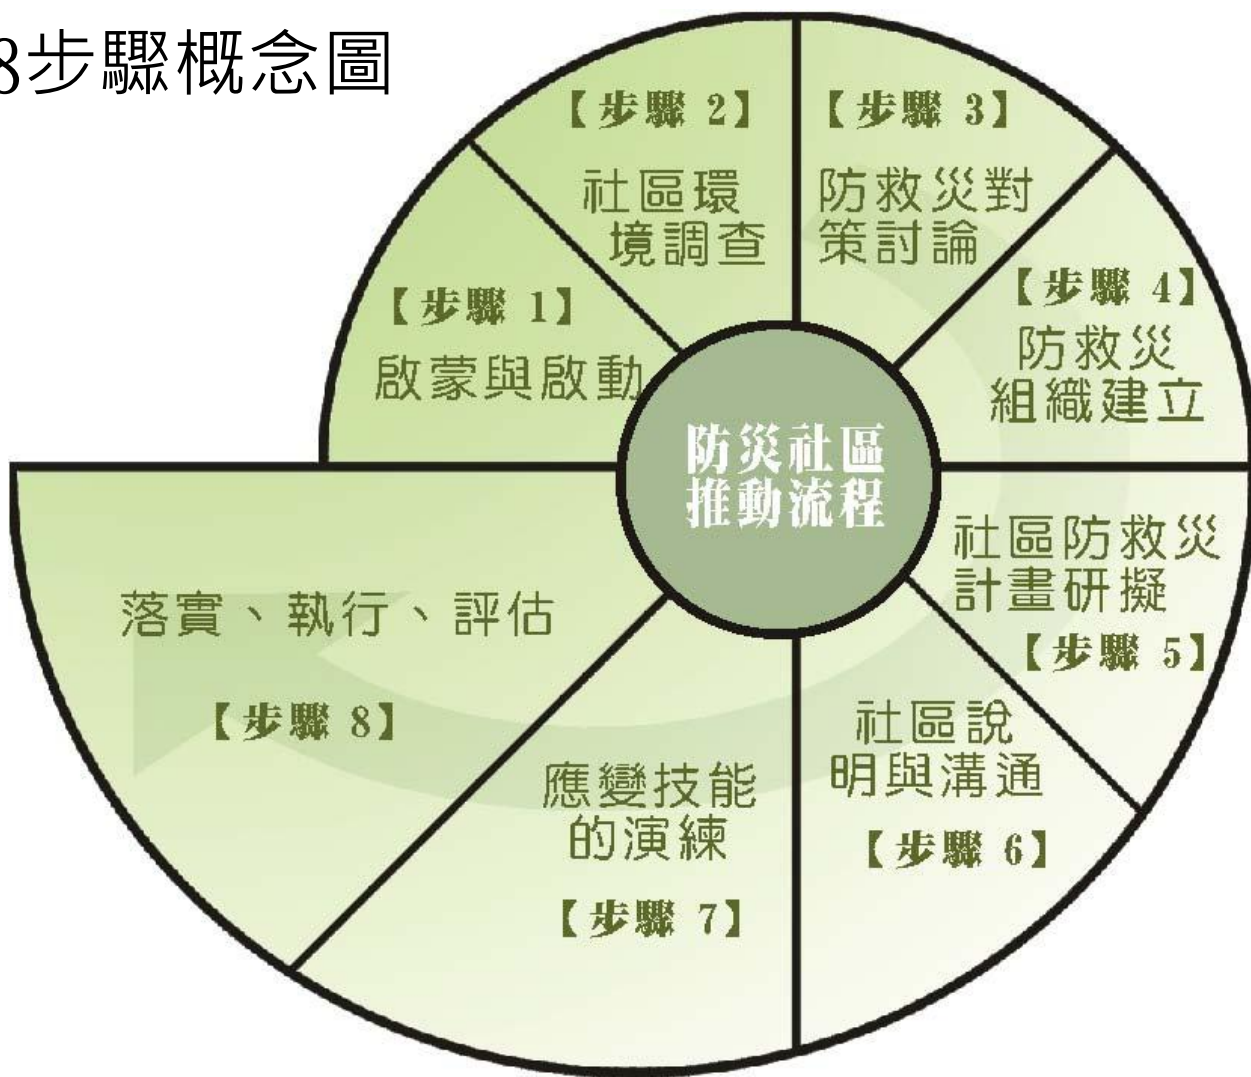 8步驟概念圖
【步驟 1】
啟蒙與啟動
【步驟 2】
社區環
境調查
【步驟 3】
防救災對
策討論
【步驟 4】
防救災
組織建立
社區防救災
計畫研擬
【步驟 5】
社區說
明與溝通
【步驟 6】
應變技能
的演練
【步驟 7】
落實、執行、評估
【步驟 8】
防災社區
推動流程